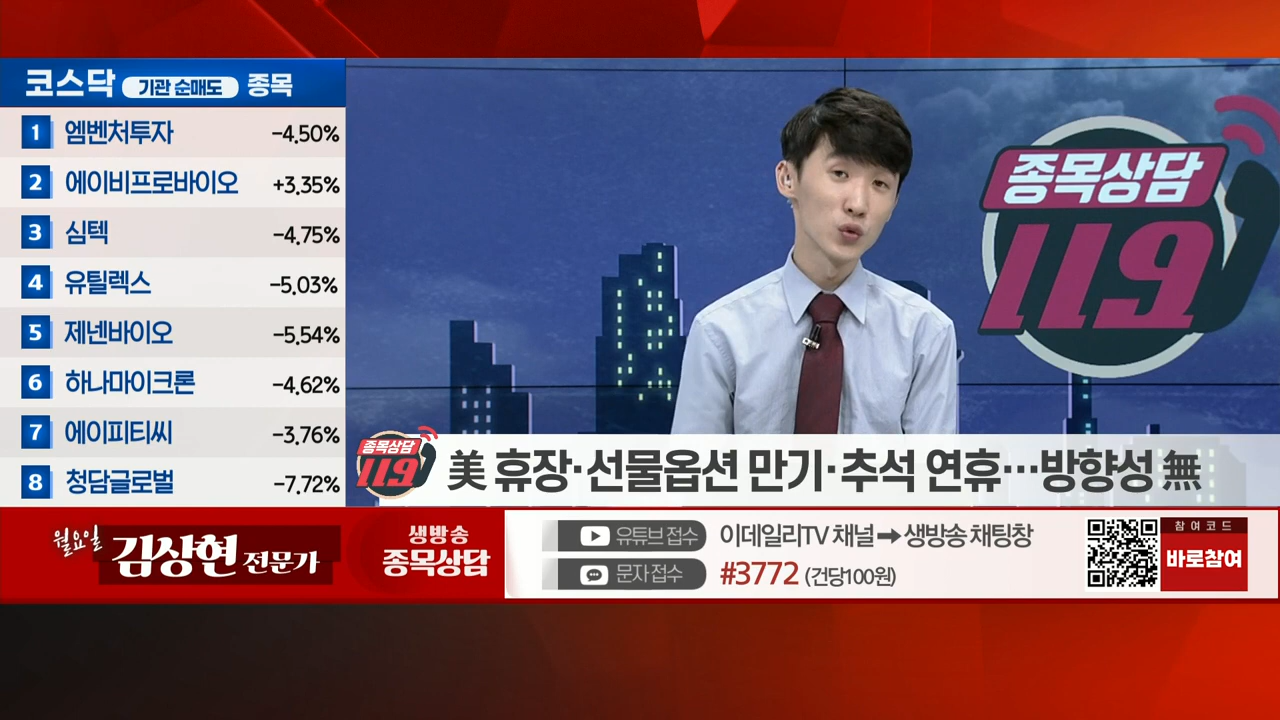 코스닥 기관 순매도 종목
1 엠벤처투자 -4.50%
2 에이비프로바이오 +3.35%
3 심텍 -4.75%
4 유틸렉스 -5.03%
5 제넨바이오 -5.54%
6 하나마이크론 -4.62%
7 에이피티씨 -3.76%
8 청담글로벌 -7.72%
종목상담
119
종목상담
119
美 휴장·선물옵션 만기·추석 연휴…방향성 無
월요일 김상현 전문가
생방송
종목상담
유튜브 접수 이데일리TV 채널➡생방송 채팅창
문자 접수 #3772 (건당100원)
참여코드
바로참여